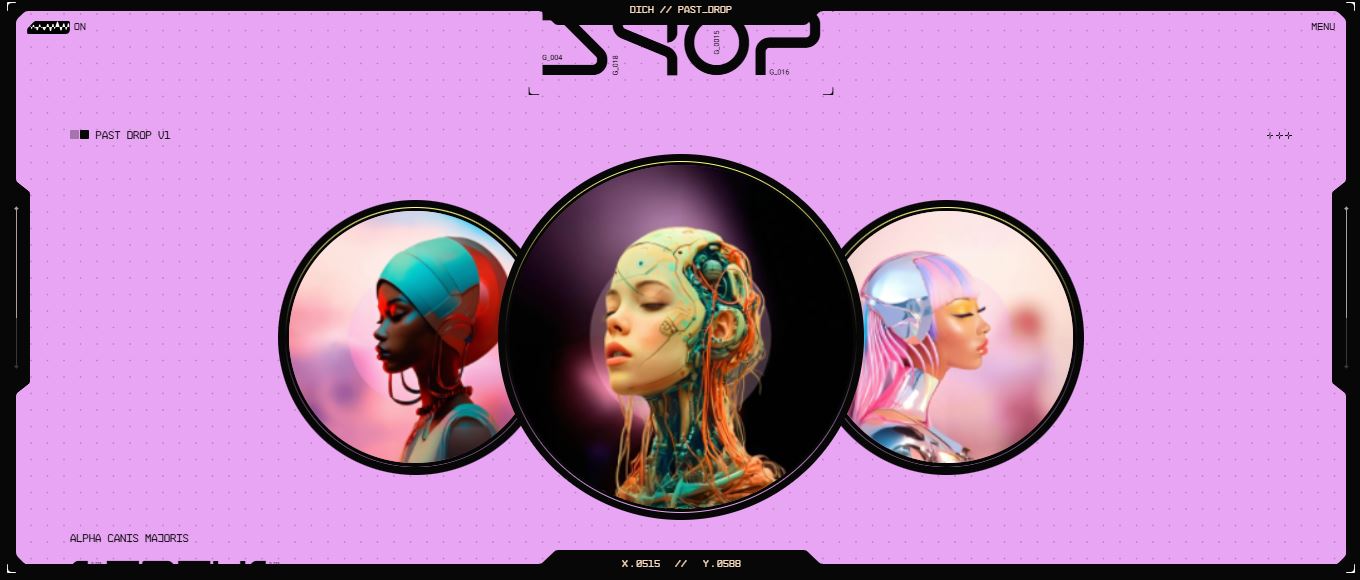 DICH // PAST_DROP
ON
MENU
G_004
G_018
G_0015
G_016
PAST DROP V1
ALPHA CANIS MAJORIS
X.0515 // Y.0588